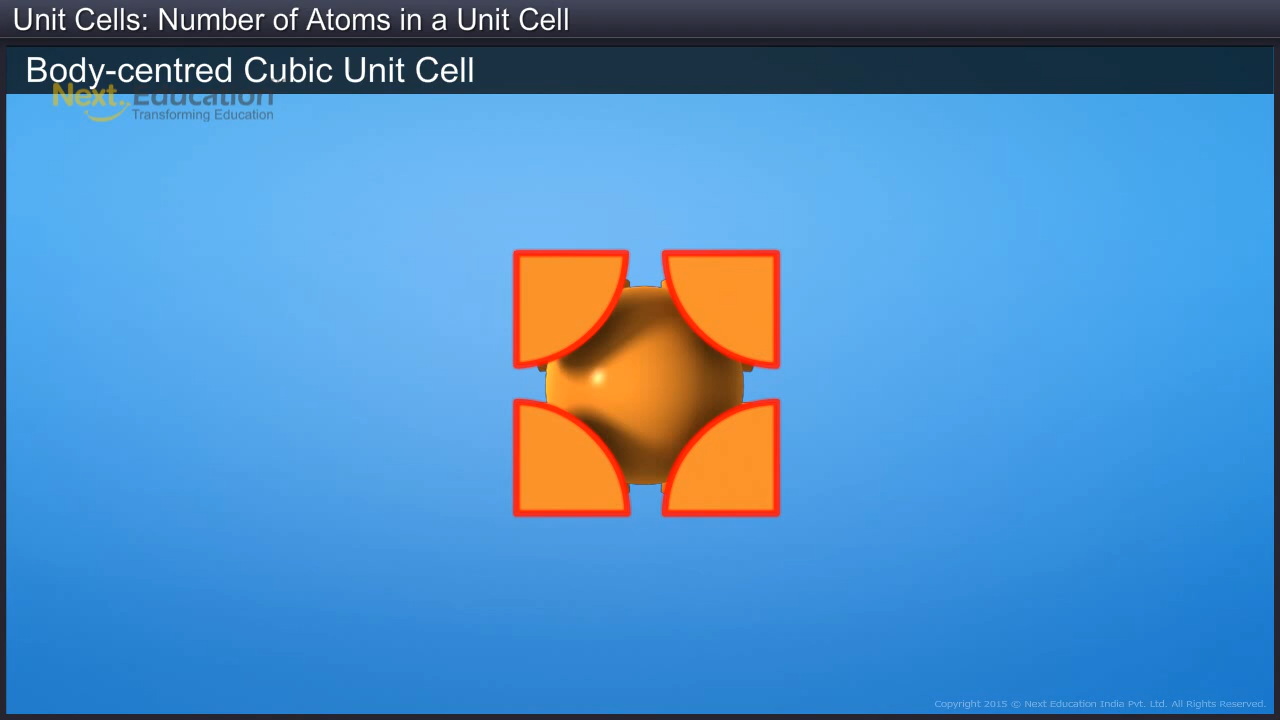 Unit Cells: Number of Atoms in a Unit Cell
Body-centred Cubic Unit Cell
Next Education
Transforming Education
Copyright 2015 © Next Education India Pvt. Ltd. All Rights Reserved.